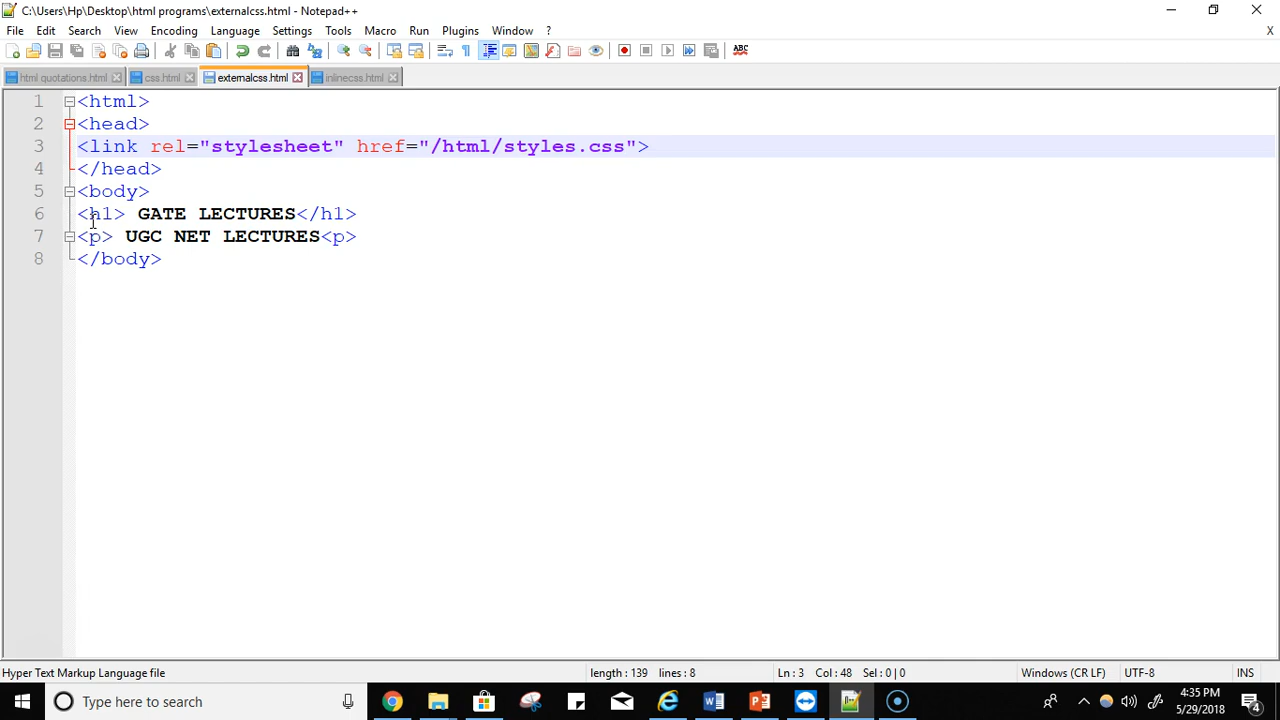 C:\Users\Hp\Desktop\html programs\externalcss.html - Notepad++
File Edit Search View Encoding Language Settings Tools Macro Run Plugins Window ?
X
ABC
html quotations.html css.html externalcss.html inlinecss.html
1 <html>
2 <head>
3 <link rel="stylesheet" href="/html/styles.css">
4 </head>
5 <body>
6 <h1> GATE LECTURES</h1>
7 <p> UGC NET LECTURES<p>
8 </body>
Hyper Text Markup Language file length : 139 lines : 8 Ln : 3 Col : 48 Sel : 0 | 0 Windows (CR LF) UTF-8 INS
Type here to search
4:35 PM
5/29/2018
4